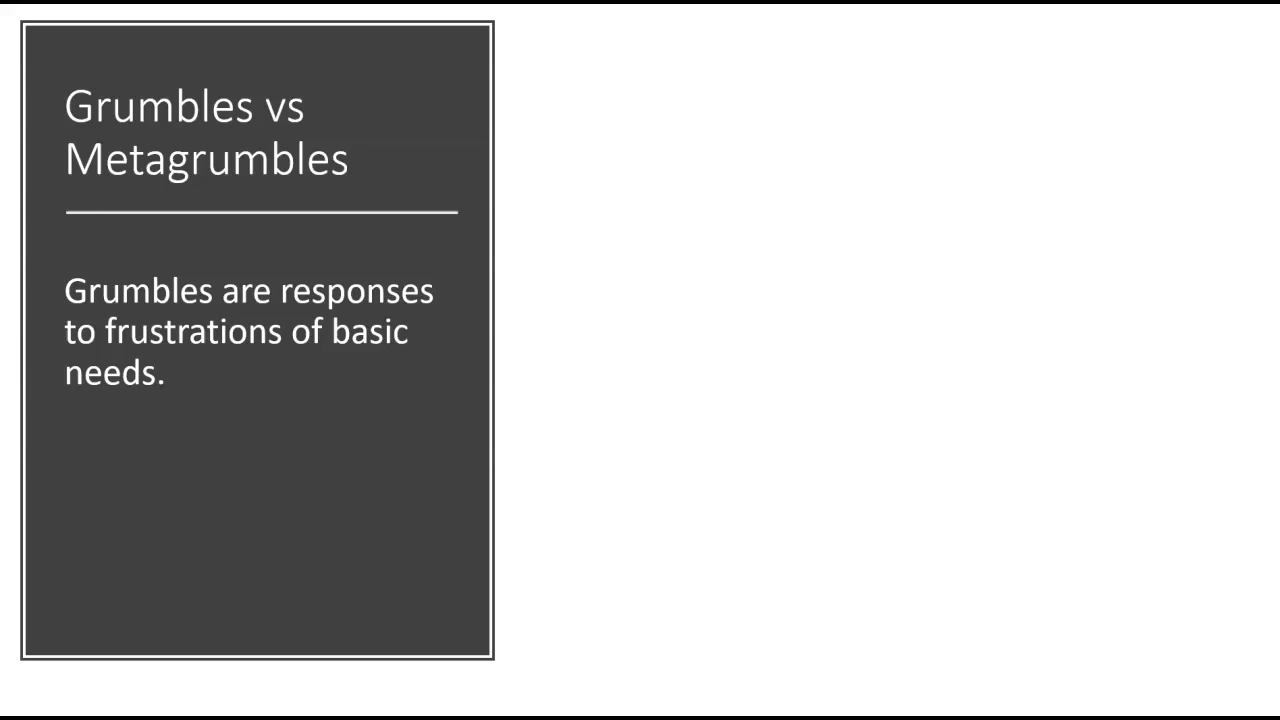 Grumbles vs
Metagrumbles
Grumbles are responses
to frustrations of basic
needs.